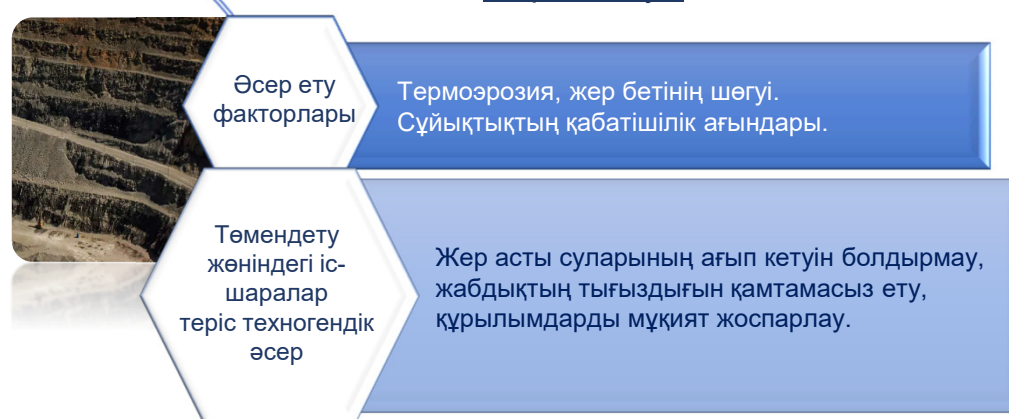 Әсер ету
факторлары
Термоэрозия, жер бетінің шөгуі.
Сұйықтықтың қабатішілік ағындары.
Төмендету
жөніндегі іс-
шаралар
теріс техногендік
әсер
Жер асты суларының ағып кетуін болдырмау,
жабдықтың тығыздығын қамтамасыз ету,
құрылымдарды мұқият жоспарлау.